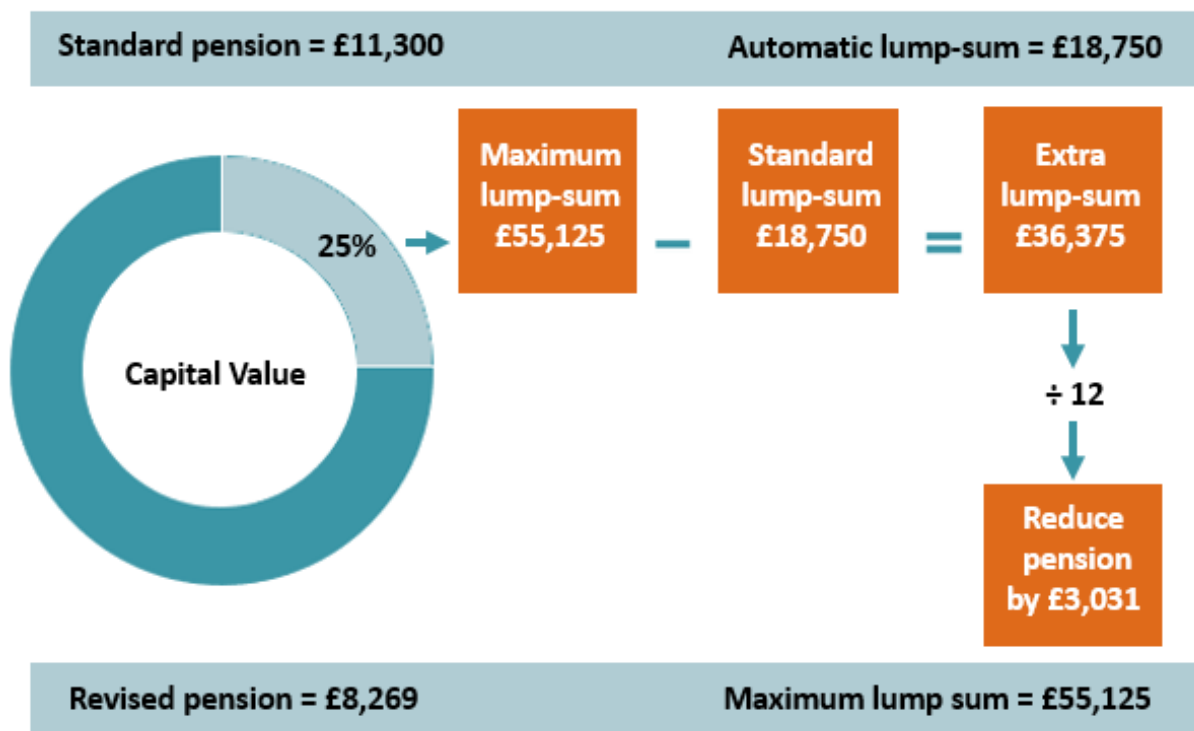 Standard pension = £11,300
Automatic lump-sum = £18,750
Maximum
lump-sum
£55,125
–
Standard
lump-sum
£18,750
=
Extra
lump-sum
£36,375
25%
Capital Value
÷ 12
Reduce
pension
by £3,031
Revised pension = £8,269
Maximum lump sum = £55,125